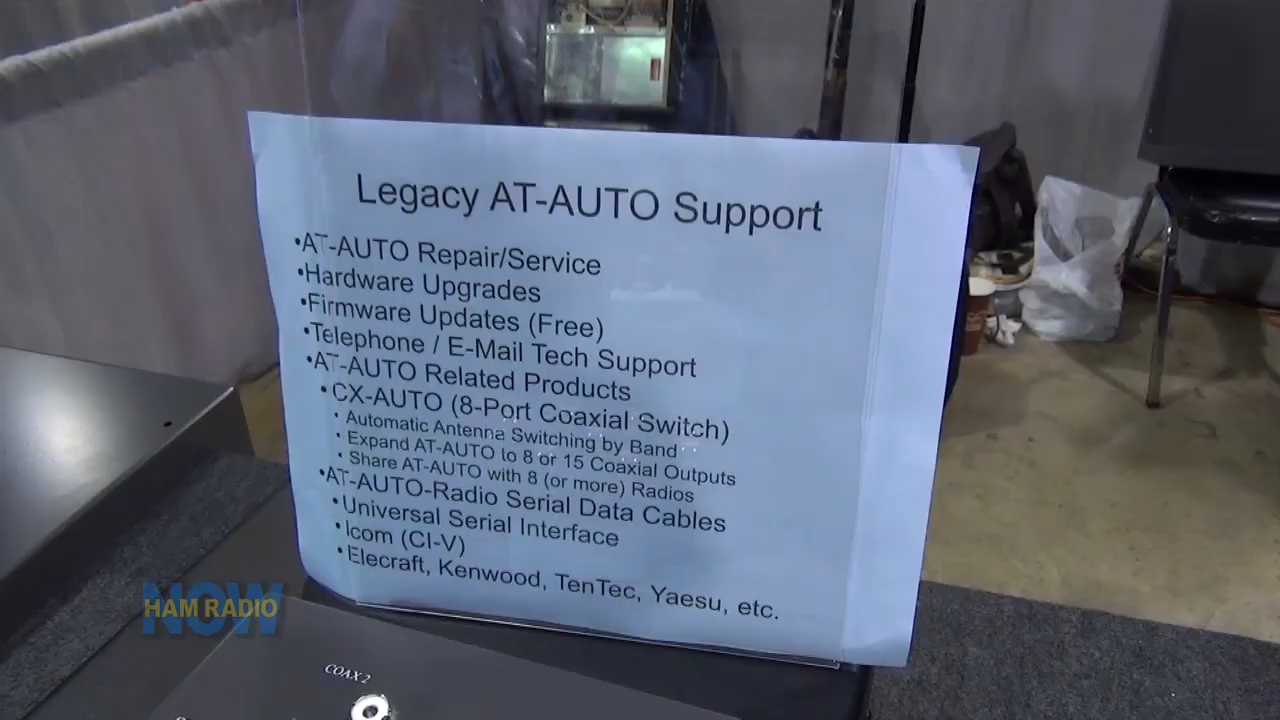 Legacy AT-AUTO Support
•AT-AUTO Repair/Service
•Hardware Upgrades
•Firmware Updates (Free)
•Telephone / E-Mail Tech Support
•AT-AUTO Related Products
•CX-AUTO (8-Port Coaxial Switch)
•Automatic Antenna Switching by Band
•Expand AT-AUTO to 8 or 15 Coaxial Outputs
•Share AT-AUTO with 8 (or more) Radios
•AT-AUTO-Radio Serial Data Cables
•Universal Serial Interface
•Icom (CI-V)
•Elecraft, Kenwood, TenTec, Yaesu, etc.
HAM RADIO
NOW
COAX 2